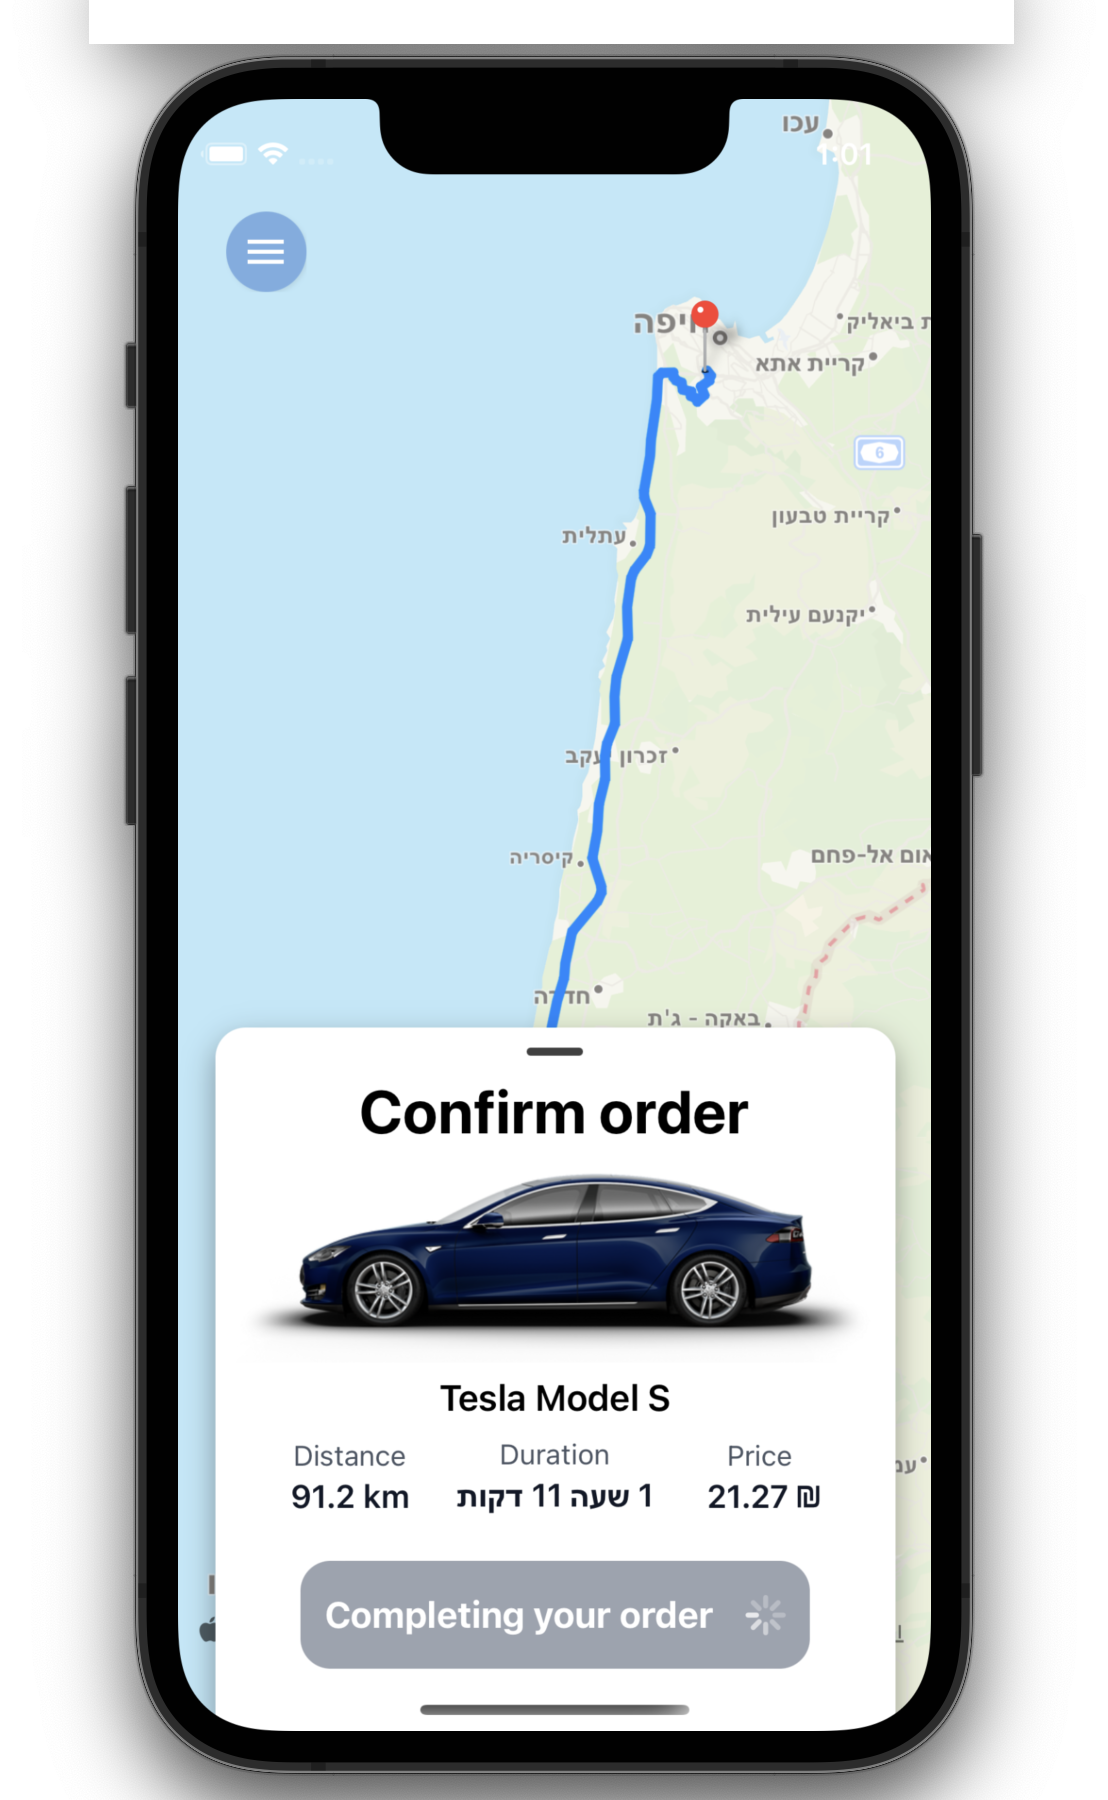 עכו
1:01
חיפה
ת ביאליק
קריית אתא
6
קריית טבעון
עתלית
יקנעם עילית
זכרון יעקב
אום אל-פחם
קיסריה
חדרה
באקה - ג'ת
Confirm order
Tesla Model S
Distance Duration Price
91.2 km 1 שעה 11 דקות 21.27 ₪
Completing your order